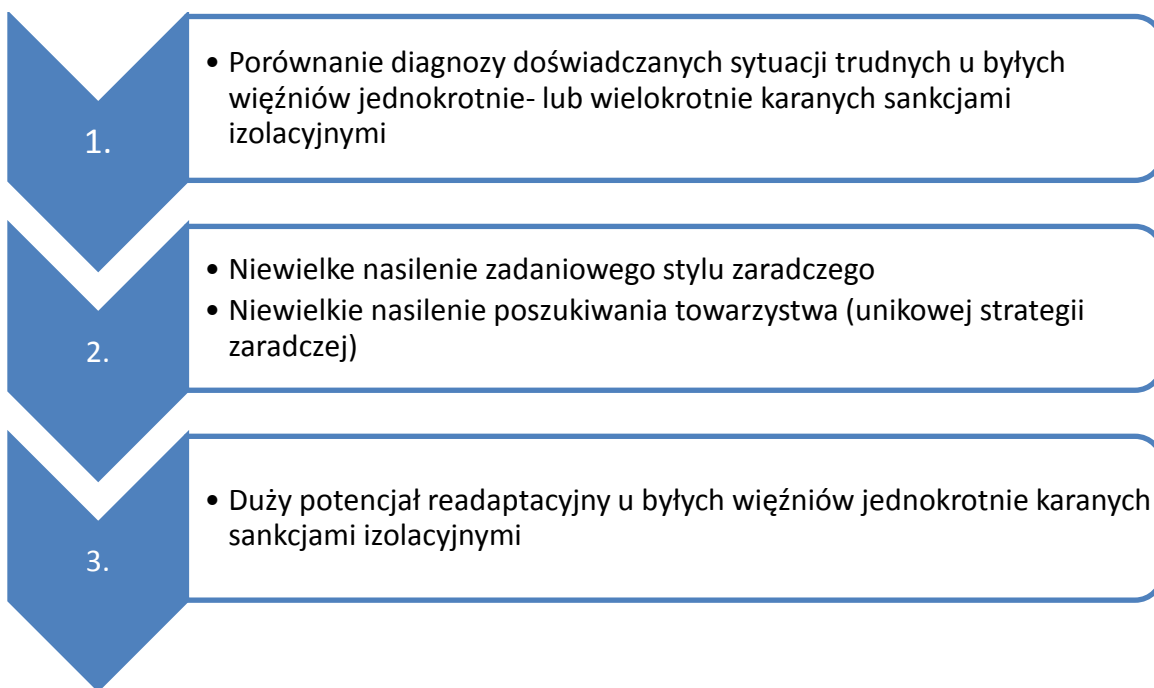 1.
• Porównanie diagnozy doświadczanych sytuacji trudnych u byłych
więźniów jednokrotnie- lub wielokrotnie karanych sankcjami
izolacyjnymi
2.
• Niewielke nasilenie zadaniowego stylu zaradczego
• Niewielkie nasilenie poszukiwania towarzystwa (unikowej strategii
zaradczej)
3.
• Duży potencjał readaptacyjny u byłych więźniów jednokrotnie karanych
sankcjami izolacyjnymi